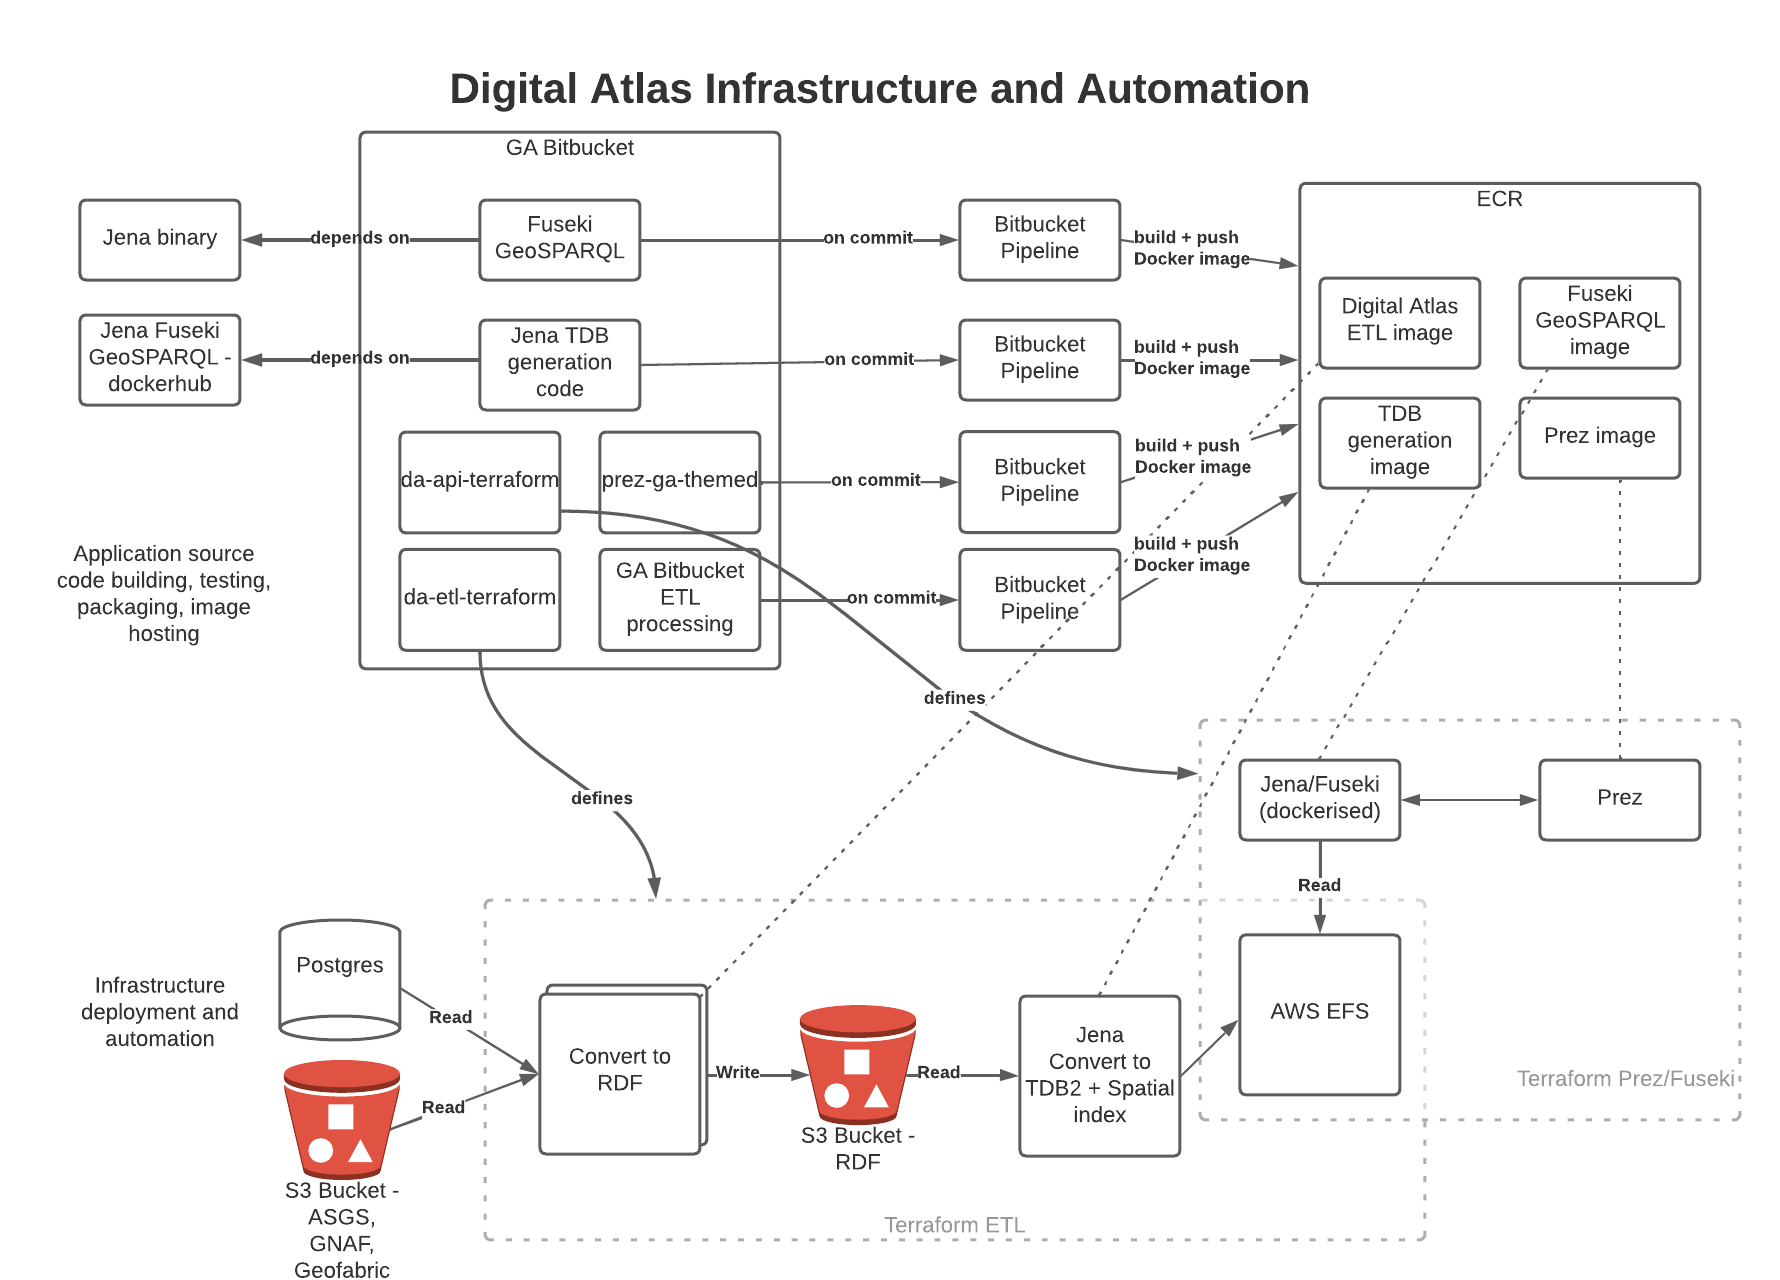 Digital Atlas Infrastructure and Automation
GA Bitbucket
ECR
Jena binary
depends on
Fuseki
GeoSPARQL
on commit
Bitbucket
Pipeline
build + push
Docker image
Digital Atlas
ETL image
Fuseki
GeoSPARQL
image
Jena Fuseki
GeoSPARQL -
dockerhub
depends on
Jena TDB
generation
code
on commit
Bitbucket
Pipeline
build + push
Docker image
TDB
generation
image
Prez image
da-api-terraform
prez-ga-themed
on commit
Bitbucket
Pipeline
build + push
Docker image
Application source
code building, testing,
packaging, image
hosting
da-etl-terraform
GA Bitbucket
ETL
processing
on commit
Bitbucket
Pipeline
build + push
Docker image
defines
defines
Jena/Fuseki
(dockerised)
Prez
Read
AWS EFS
Terraform Prez/Fuseki
Infrastructure
deployment and
automation
Postgres
Read
Read
S3 Bucket -
ASGS,
GNAF,
Geofabric
Convert to
RDF
Write
S3 Bucket -
RDF
Read
Jena
Convert to
TDB2 + Spatial
index
Terraform ETL